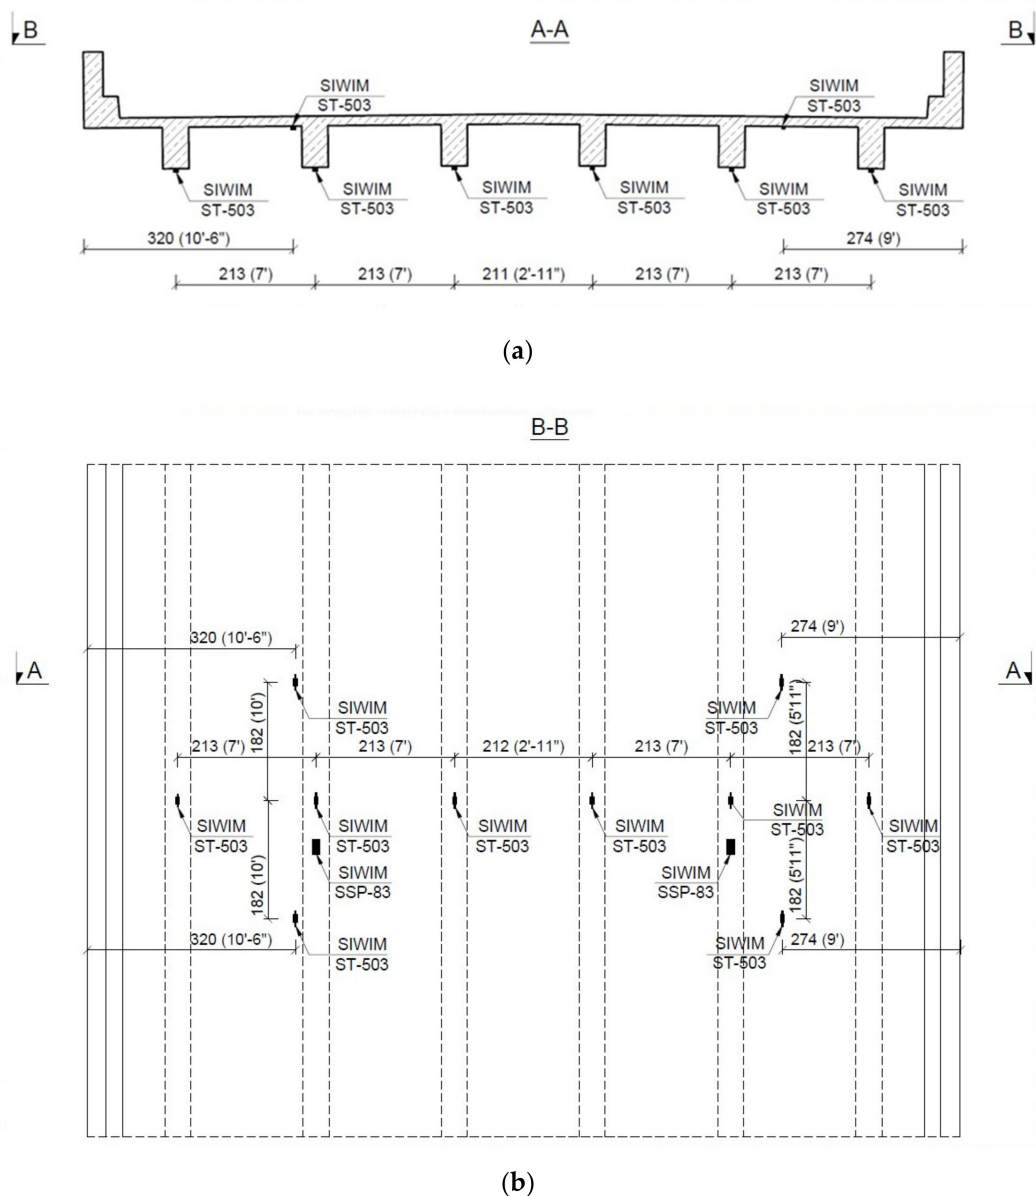 B A-A B
SIWIM
ST-503
SIWIM
ST-503
SIWIM
ST-503
SIWIM
ST-503
SIWIM
ST-503
SIWIM
ST-503
SIWIM
ST-503
SIWIM
ST-503
320 (10'-6")
274 (9')
213 (7') 213 (7') 211 (2'-11") 213 (7') 213 (7')
(a)
B-B
320 (10'-6")
274 (9')
A
A
182 (10')
SIWIM
ST-503
SIWIM
ST-503
182 (5'11")
213 (7') 213 (7') 212 (2'-11") 213 (7') 213 (7')
SIWIM
ST-503
SIWIM
ST-503
SIWIM
ST-503
SIWIM
ST-503
SIWIM
ST-503
SIWIM
ST-503
182 (10')
SIWIM
SSP-83
SIWIM
SSP-83
182 (5'11")
320 (10'-6")
SIWIM
ST-503
SIWIM
ST-503
274 (9')
(b)